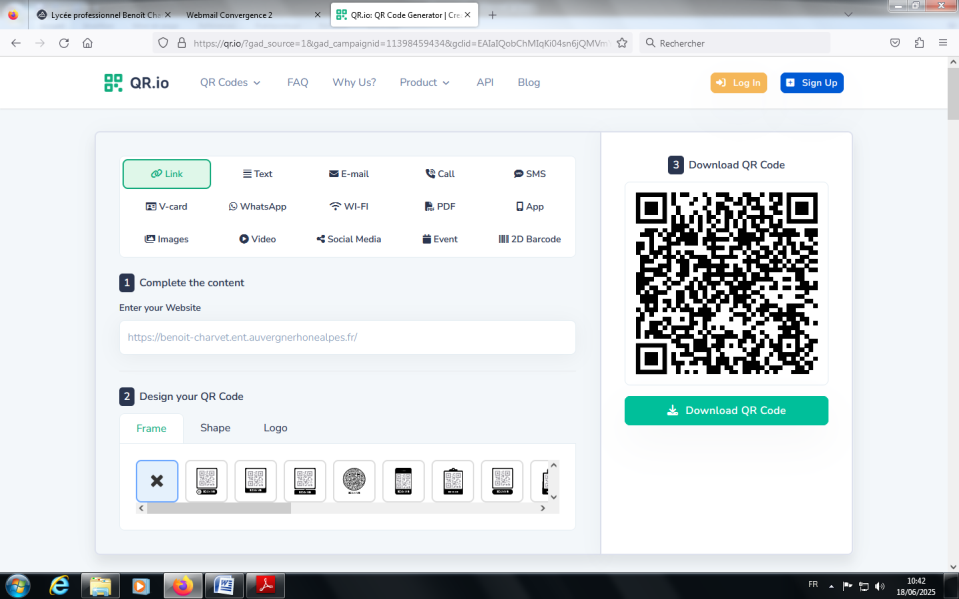 Lycée professionnel Benoît Cha
Webmail Convergence 2
QR.io: QR Code Generator | Cre
https://qr.io/?gad_source=1&gad_campaignid=11398459434&gclid=EAIaIQobChMIqKi04sn6jQMVm
Rechercher
QR.io
QR Codes
FAQ
Why Us?
Product
API
Blog
Log In
Sign Up
Link
Text
E-mail
Call
SMS
V-card
WhatsApp
WI-FI
PDF
App
Images
Video
Social Media
Event
2D Barcode
1 Complete the content
Enter your Website
https://benoit-charvet.ent.auvergnerhonealpes.fr/
2 Design your QR Code
Frame
Shape
Logo
3 Download QR Code
Download QR Code
FR
10:42
18/06/2025